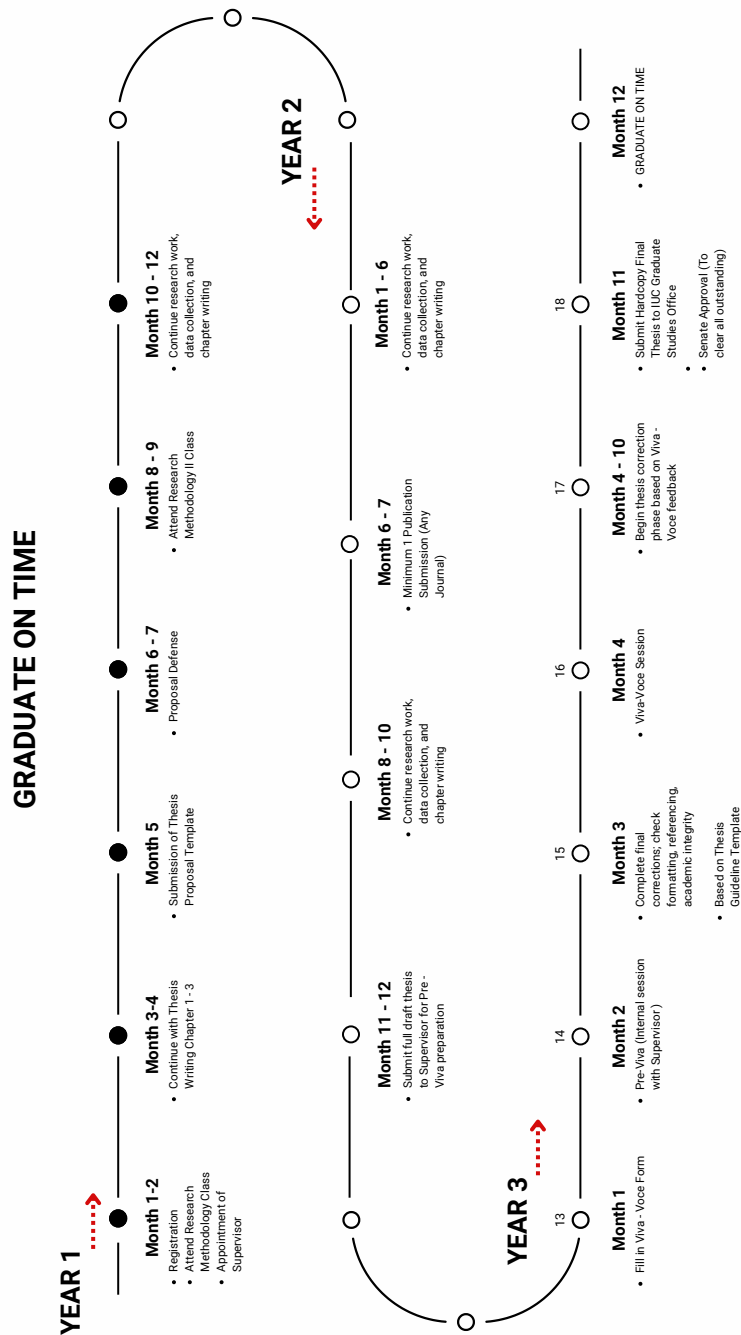 GRADUATE ON TIME
YEAR 1
Month 1-2
• Registration
• Attend Research
Methodology Class
• Appointment of
Supervisor
Month 3-4
• Continue with Thesis
Writing Chapter 1 - 3
Month 5
• Submission of Thesis
Proposal Template
Month 6 - 7
• Proposal Defense
Month 8 - 9
• Attend Research
Methodology II Class
Month 10 - 12
• Continue research work,
data collection, and
chapter writing
YEAR 2
Month 1 - 6
• Continue research work,
data collection, and
chapter writing
Month 6 - 7
• Minimum 1 Publication
Submission (Any
Journal)
Month 8 - 10
• Continue research work,
data collection, and
chapter writing
Month 11 - 12
• Submit full draft thesis
to Supervisor for Pre -
Viva preparation
YEAR 3
13
Month 1
• Fill in Viva - Voce Form
14
Month 2
• Pre-Viva (Internal session
with Supervisor)
15
Month 3
• Complete final
corrections; check
formatting, referencing,
academic integrity
• Based on Thesis
Guideline Template
16
Month 4
• Viva-Voce Session
17
Month 4 - 10
• Begin thesis correction
phase based on Viva -
Voce feedback
18
Month 11
• Submit Hardcopy Final
Thesis to IUC Graduate
Studies Office
•
• Senate Approval (To
clear all outstanding)
Month 12
• GRADUATE ON TIME